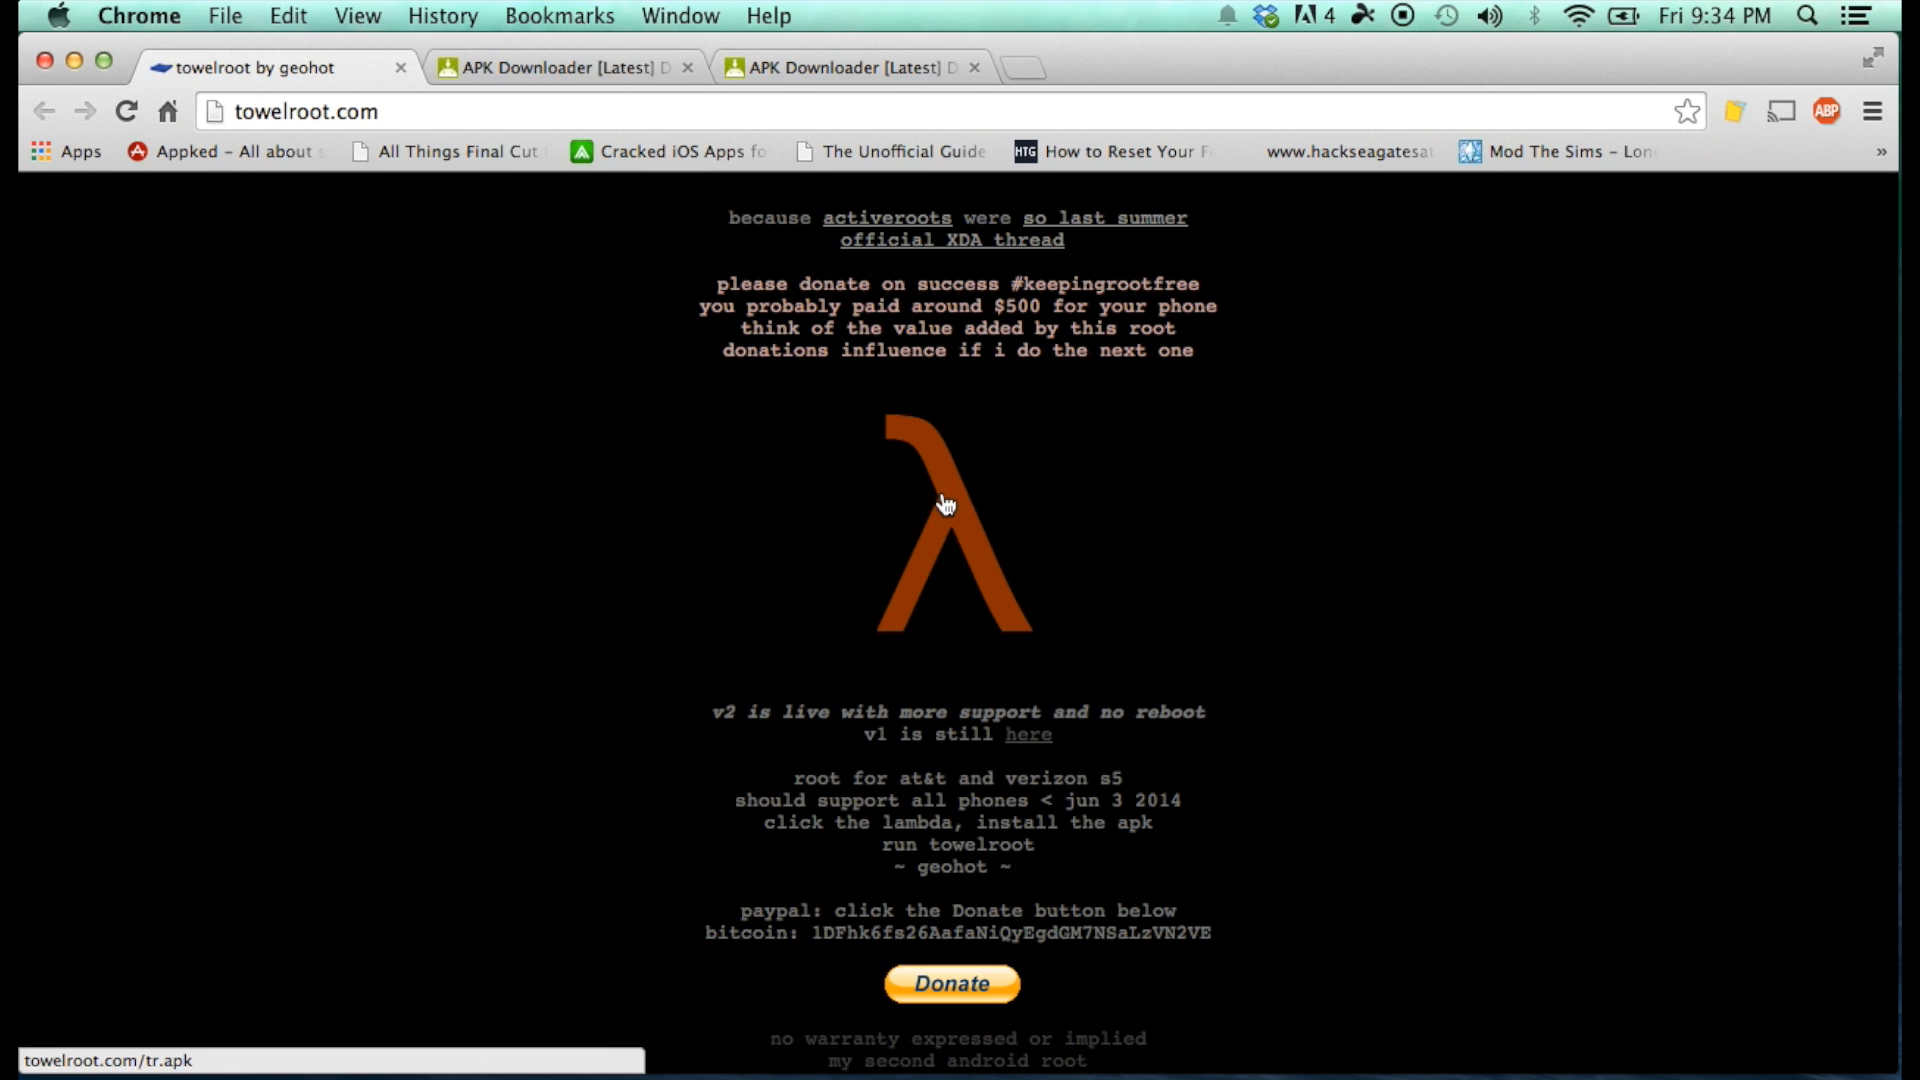 Chrome File Edit View History Bookmarks Window Help 4 Fri 9:34 PM
towelroot by geohot APK Downloader [Latest] D APK Downloader [Latest] D
towelroot.com ABP
Apps Appked – All about All Things Final Cut Cracked iOS Apps fo The Unofficial Guide HTG How to Reset Your F www.hackseagatesat Mod The Sims – Lon »
because activeroots were so last summer
official XDA thread
please donate on success #keepingrootfree
you probably paid around $500 for your phone
think of the value added by this root
donations influence if i do the next one
λ
v2 is live with more support and no reboot
v1 is still here
root for at&t and verizon s5
should support all phones < jun 3 2014
click the lambda, install the apk
run towelroot
~ geohot ~
paypal: click the Donate button below
bitcoin: 1DFhk6fs26AafaNiQyEgdGM7NSaLzVN2VE
Donate
no warranty expressed or implied
my second android root
towelroot.com/tr.apk